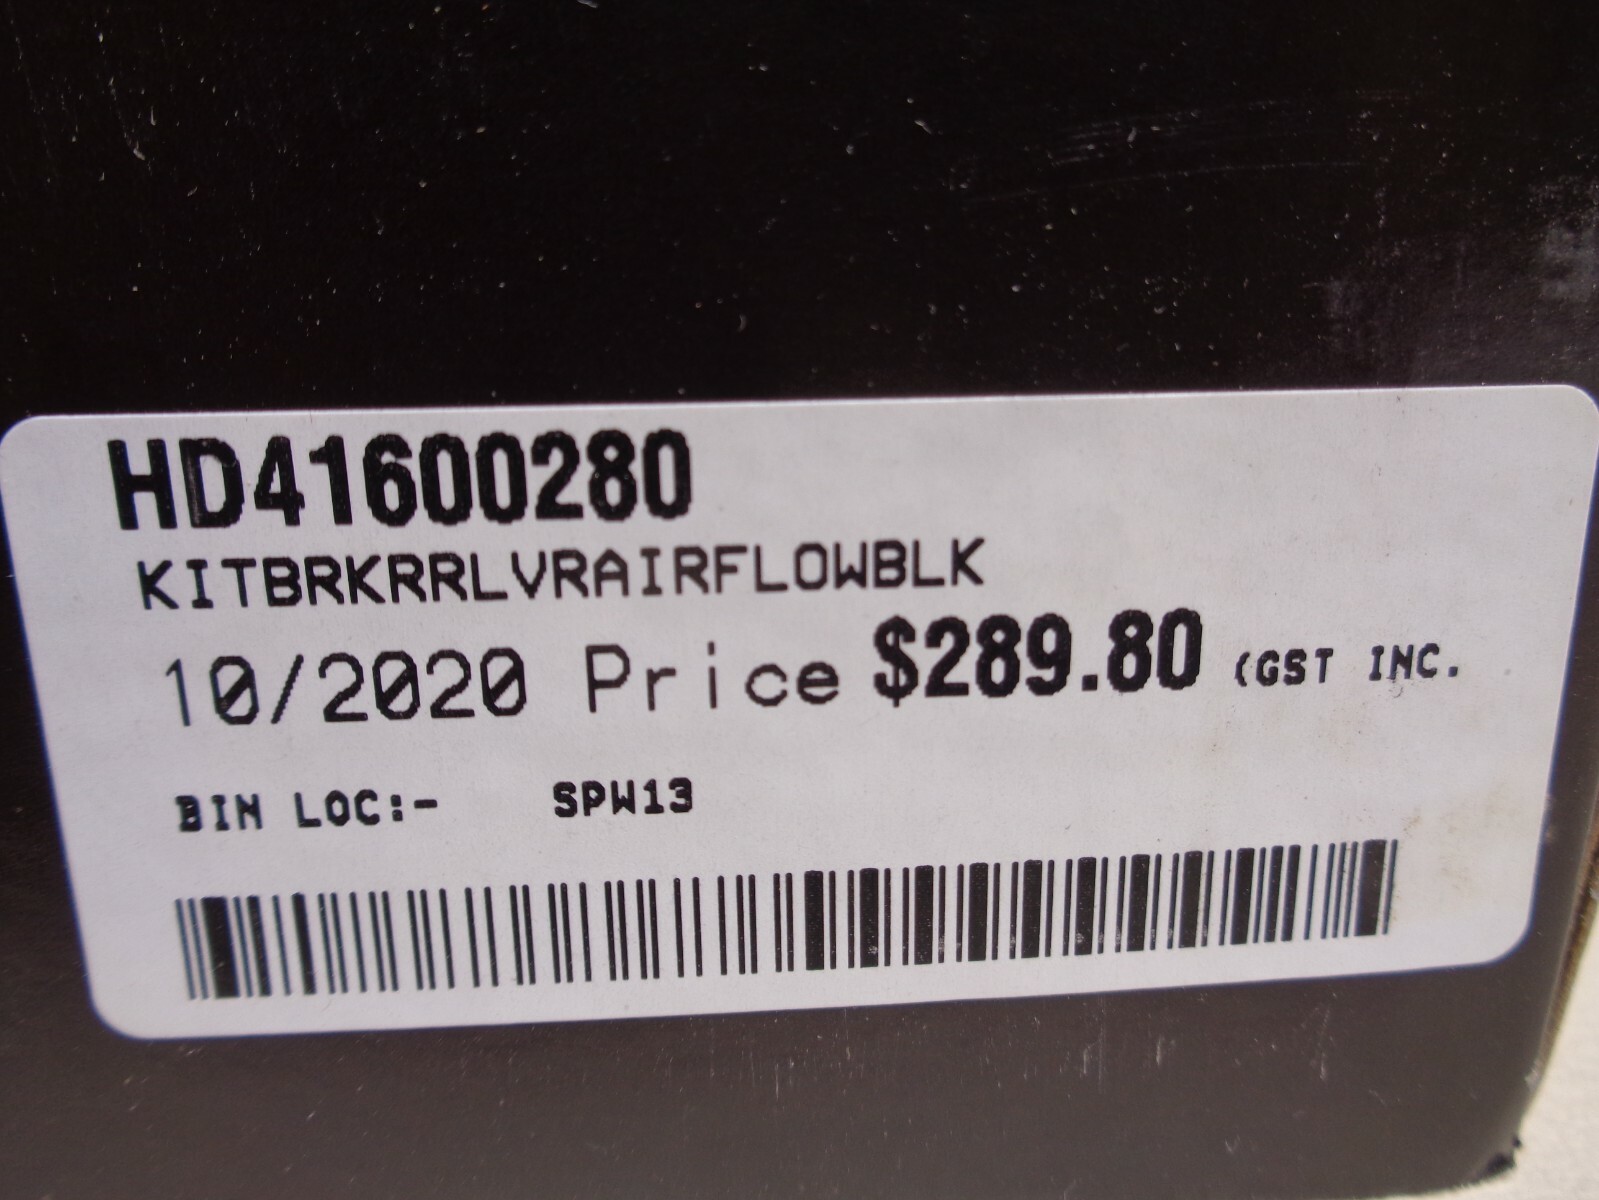 HD41600280
KITBRKRRLVRAIRFLOWBLK
10/2020 Price $289.80 (GST INC.
BIN LOC:- SPW13